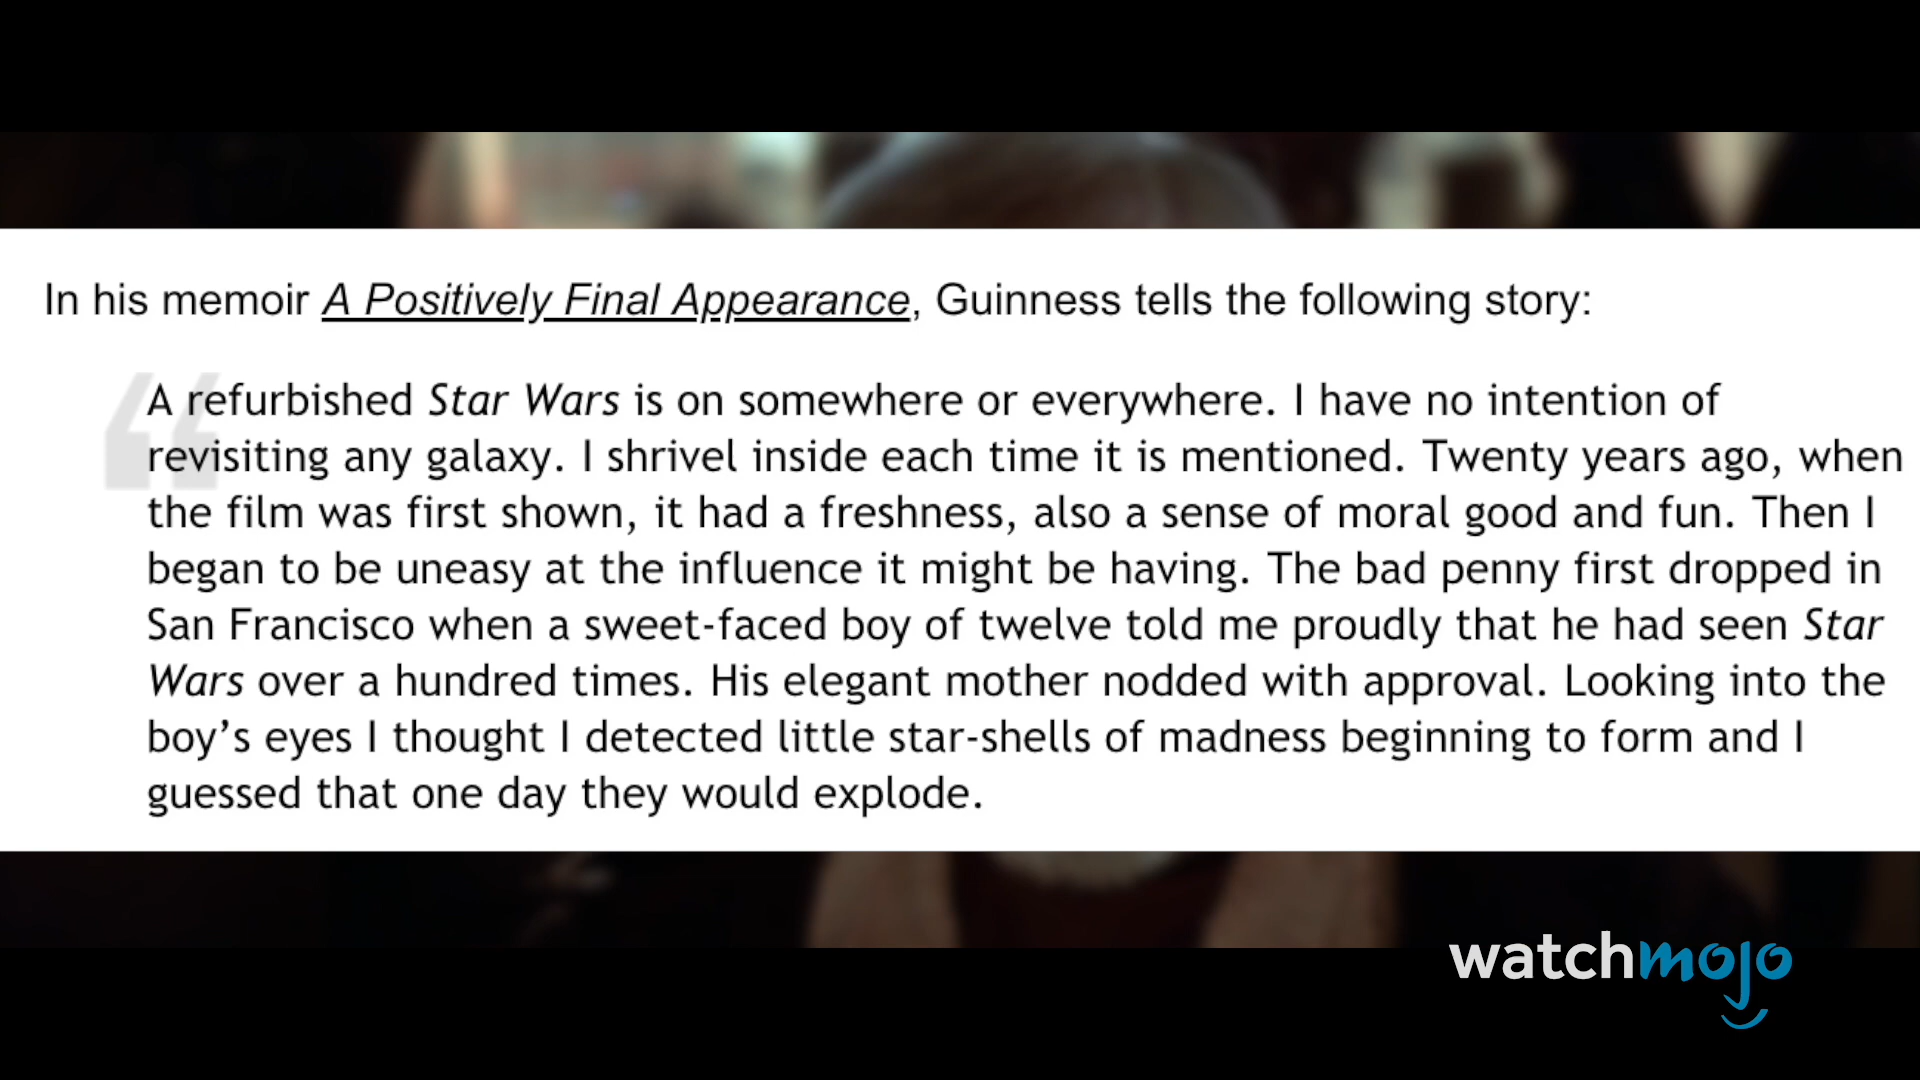 In his memoir A Positively Final Appearance, Guinness tells the following story:
“
A refurbished Star Wars is on somewhere or everywhere. I have no intention of
revisiting any galaxy. I shrivel inside each time it is mentioned. Twenty years ago, when
the film was first shown, it had a freshness, also a sense of moral good and fun. Then I
began to be uneasy at the influence it might be having. The bad penny first dropped in
San Francisco when a sweet-faced boy of twelve told me proudly that he had seen Star
Wars over a hundred times. His elegant mother nodded with approval. Looking into the
boy’s eyes I thought I detected little star-shells of madness beginning to form and I
guessed that one day they would explode.
watchmojo